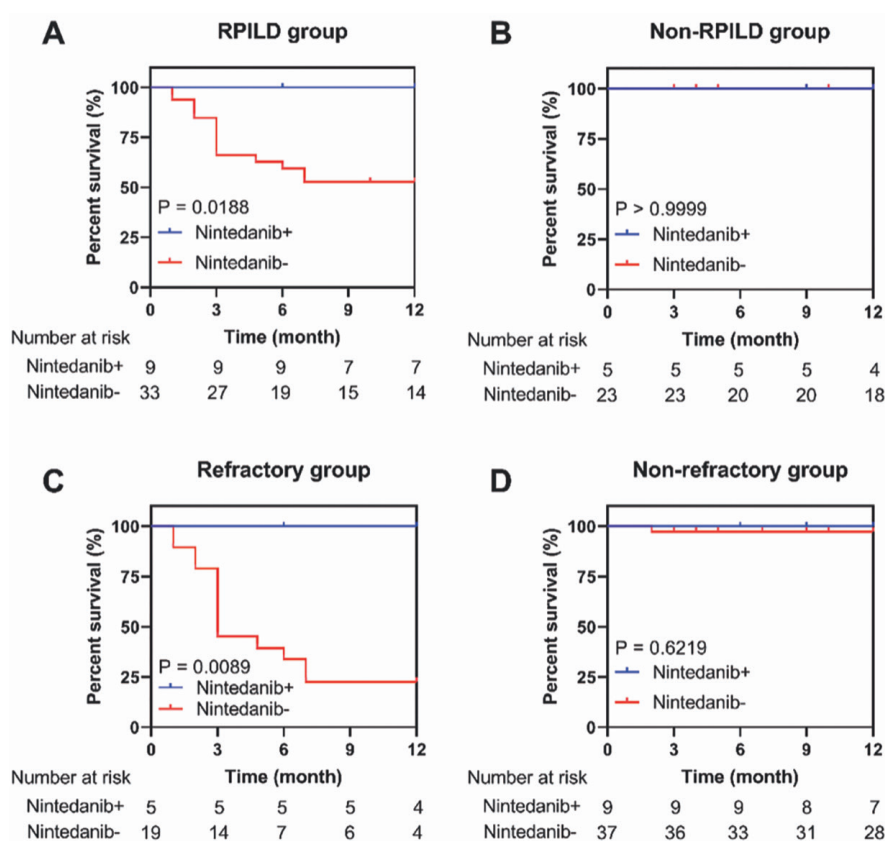 A
RPILD group
Percent survival (%)
100
75
50
25
0
P = 0.0188
Nintedanib+
Nintedanib-
0 3 6 9 12
Number at risk Time (month)
Nintedanib+ 9 9 9 7 7
Nintedanib- 33 27 19 15 14
B
Non-RPILD group
Percent survival (%)
100
75
50
25
0
P > 0.9999
Nintedanib+
Nintedanib-
0 3 6 9 12
Number at risk Time (month)
Nintedanib+ 5 5 5 5 4
Nintedanib- 23 23 20 20 18
C
Refractory group
Percent survival (%)
100
75
50
25
0
P = 0.0089
Nintedanib+
Nintedanib-
0 3 6 9 12
Number at risk Time (month)
Nintedanib+ 5 5 5 5 4
Nintedanib- 19 14 7 6 4
D
Non-refractory group
Percent survival (%)
100
75
50
25
0
P = 0.6219
Nintedanib+
Nintedanib-
0 3 6 9 12
Number at risk Time (month)
Nintedanib+ 9 9 9 8 7
Nintedanib- 37 36 33 31 28